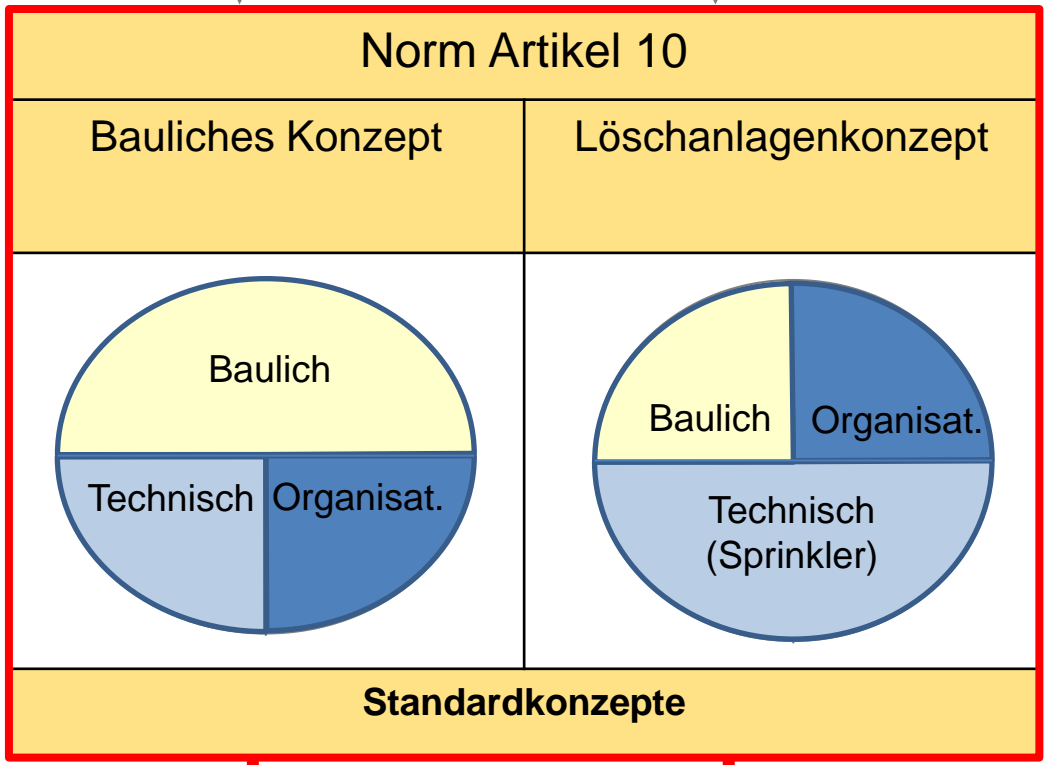 Norm Artikel 10
Bauliches Konzept
Löschanlagenkonzept
Baulich
Technisch
Organisat.
Baulich
Organisat.
Technisch
(Sprinkler)
Standardkonzepte